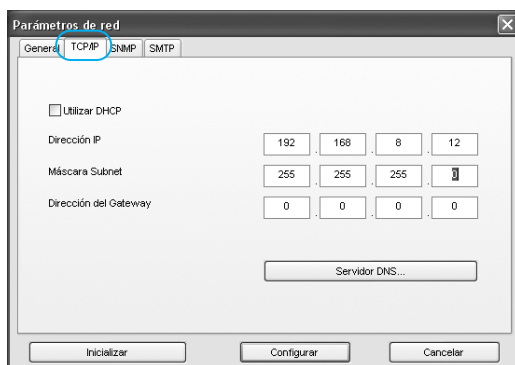 Parámetros de red
General TCP/IP SNMP SMTP
Utilizar DHCP
Dirección IP 192 . 168 . 8 . 12
Máscara Subnet 255 . 255 . 255 . 0
Dirección del Gateway 0 . 0 . 0 . 0
Servidor DNS...
Inicializar Configurar Cancelar